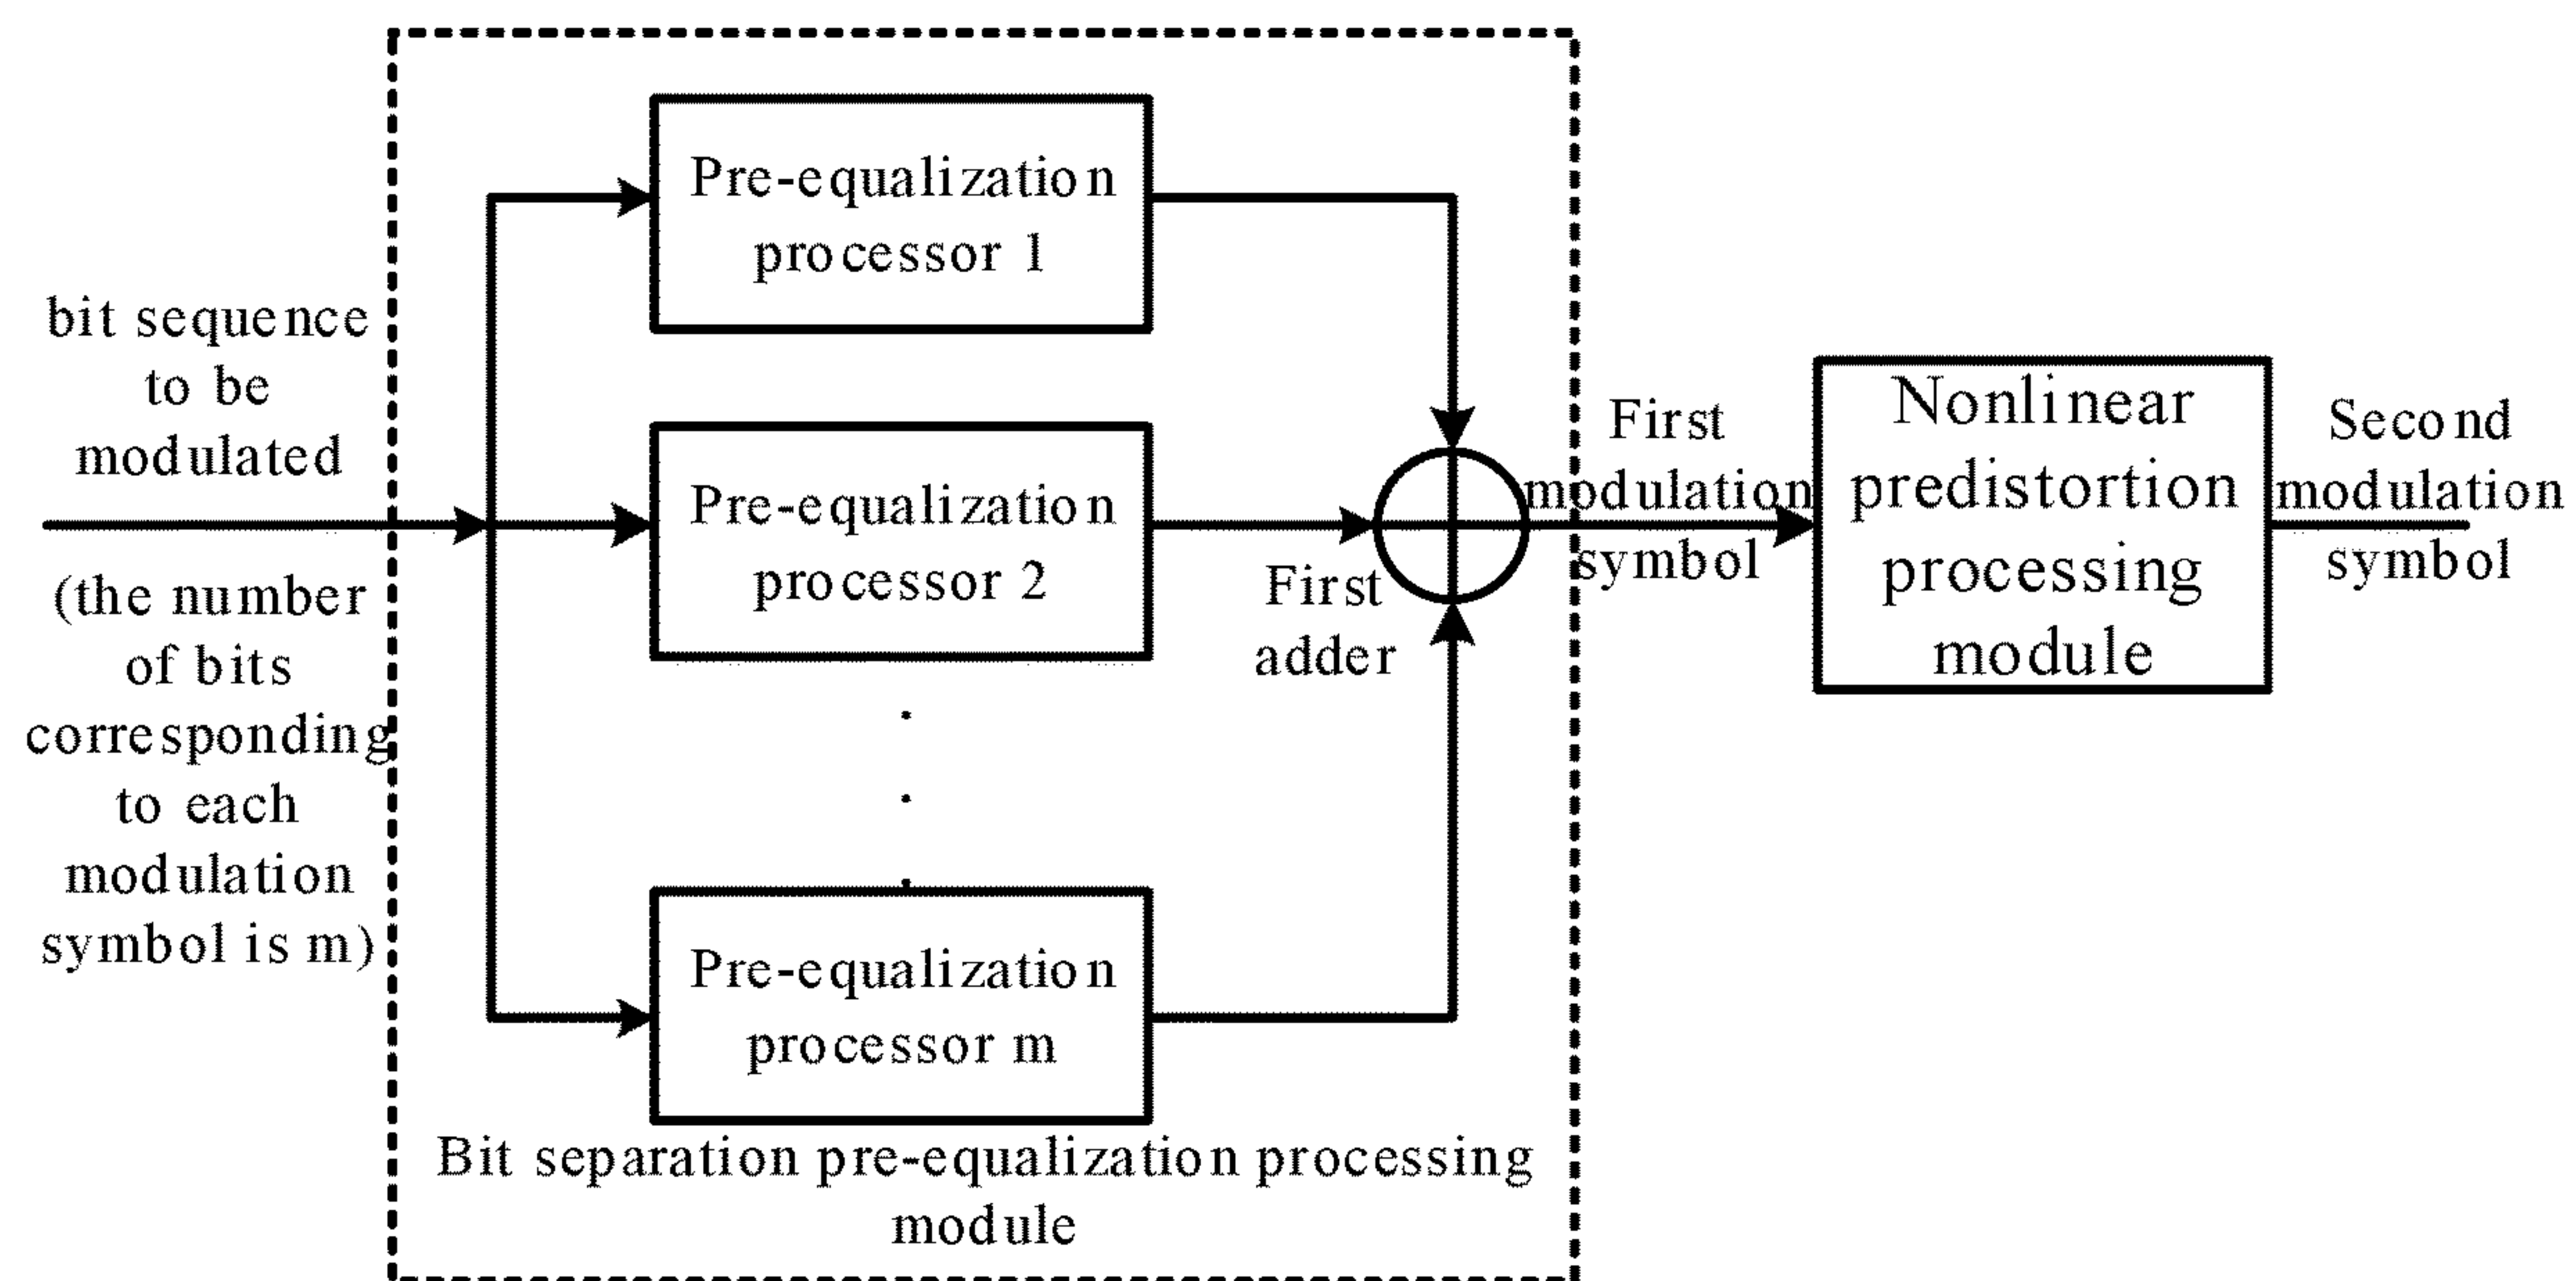 bit sequence
to be
modulated
(the number
of bits
corresponding
to each
modulation
symbol is m)
Pre-equalization
processor 1
Pre-equalization
processor 2
.
.
.
Pre-equalization
processor m
Bit separation pre-equalization processing
module
First
adder
First
modulation
symbol
Nonlinear
predistortion
processing
module
Second
modulation
symbol